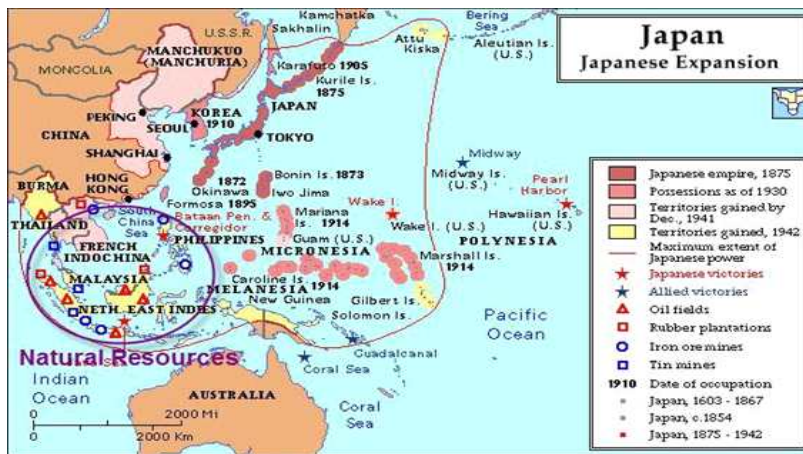 Japan
Japanese Expansion
Kamchatka
Sakhalin
U.S.S.R.
Bering
Sea
Attu
Kiska
Aleutian Is.
(U.S.)
MANCHUKUO
(MANCHURIA)
MONGOLIA
Karafuto 1905
Kurile Is.
1875
JAPAN
KOREA
1910
PEKING
SEOUL
TOKYO
CHINA
SHANGHAI
HONG
KONG
BURMA
1872
Okinawa
Formosa 1895
Bonin Is. 1873
Iwo Jima
Midway
Midway Is.
(U.S.)
Pearl
Harbor
Hawaiian Is.
(U.S.)
South
China
Sea
Bataan Pen. &
Corregidor
PHILIPPINES
Mariana
Is.
1914
Guam (U.S.)
Wake I.
Wake I. (U.S.)
POLYNESIA
THAILAND
FRENCH
INDOCHINA
MICRONESIA
Marshall Is.
1914
Caroline Is. 1914
MALAYSIA
MELANESIA
NETH. EAST INDIES
New Guinea
Gilbert Is.
Solomon Is.
Natural Resources
Indian
Ocean
Guadalcanal
Coral Sea
Coral
Sea
Pacific
Ocean
AUSTRALIA
0 2000 Mi
0 2000 Km
Japanese empire, 1875
Possessions as of 1930
Territories gained by
Dec., 1941
Territories gained, 1942
Maximum extent of
Japanese power
Japanese victories
Allied victories
Oil fields
Rubber plantations
Iron ore mines
Tin mines
1910 Date of occupation
Japan, 1603 - 1867
Japan, c.1854
Japan, 1875 - 1942